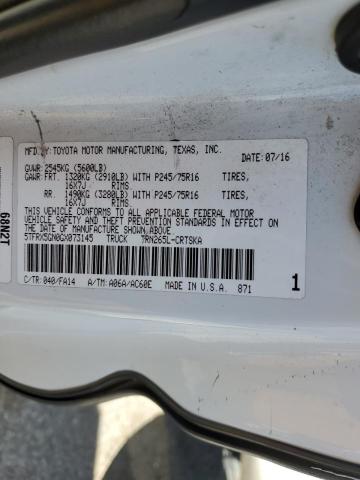 MFD. BY: TOYOTA MOTOR MANUFACTURING, TEXAS, INC.
DATE: 07/16
GVWR: 2545KG (5600LB)
GAWR: FRT. 1320KG (2910LB) WITH P245/75R16 TIRES,
16X7J RIMS.
RR. 1490KG (3280LB) WITH P245/75R16 TIRES,
16X7J RIMS.
THIS VEHICLE CONFORMS TO ALL APPLICABLE FEDERAL MOTOR VEHICLE
SAFETY AND THEFT PREVENTION STANDARDS IN EFFECT ON THE DATE OF
MANUFACTURE SHOWN ABOVE.
5TFRX5GN0GX073145 TRUCK 7RN265L-CRTSKA
C/TR: 040/FA14 A/TM: A06A/AC60E MADE IN U.S.A. 871
1
68N2T